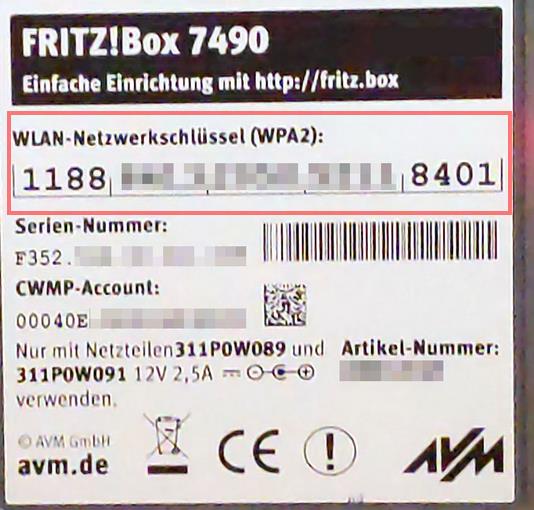 FRITZ!Box 7490
Einfache Einrichtung mit http://fritz.box
WLAN-Netzwerkschlüssel (WPA2):
1188 8401
Serien-Nummer:
F352.
CWMP-Account:
00040E
Nur mit Netzteilen 311P0W089 und
311P0W091 12V 2,5A
verwenden.
Artikel-Nummer:
© AVM GmbH
avm.de
CE
AVM